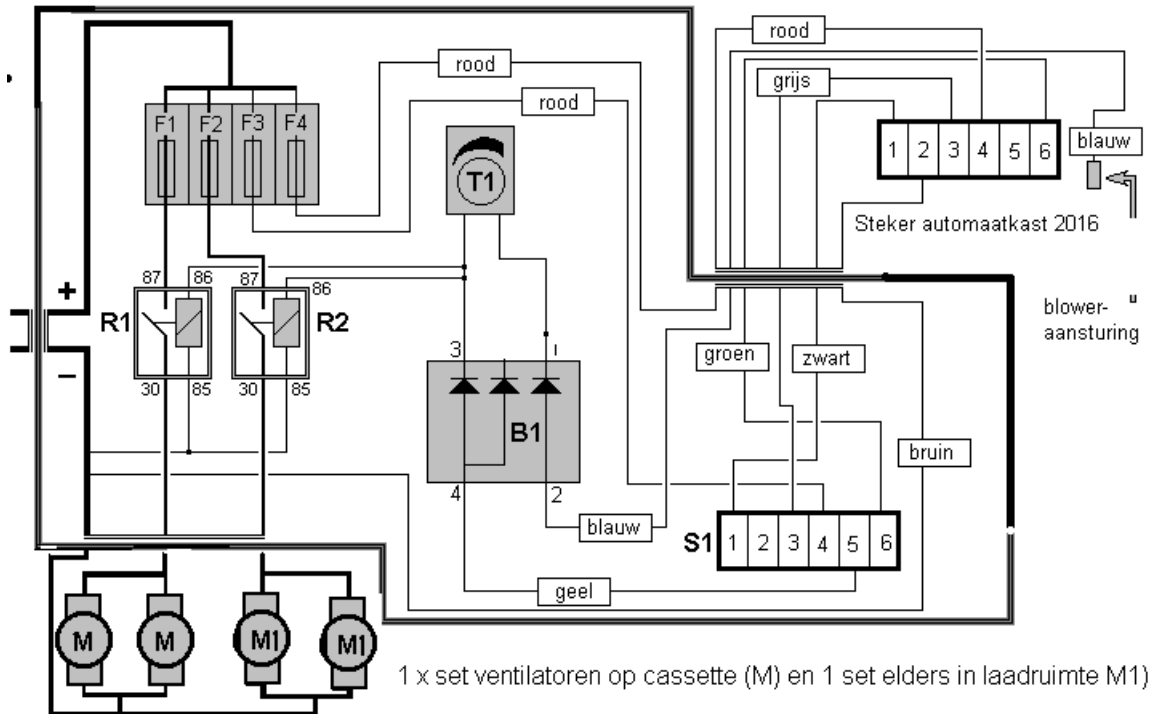 rood
rood
grijs
rood
F1 F2 F3 F4
T1
1 2 3 4 5 6
blauw
Steker automaatkast 2016
87 86 87 86
+
R1 R2
−
30 85 30 85
blower-
aansturing
groen zwart
3 1
B1
4 2
bruin
blauw
S1 1 2 3 4 5 6
geel
M M M1 M1
1 x set ventilatoren op cassette (M) en 1 set elders in laadruimte M1)